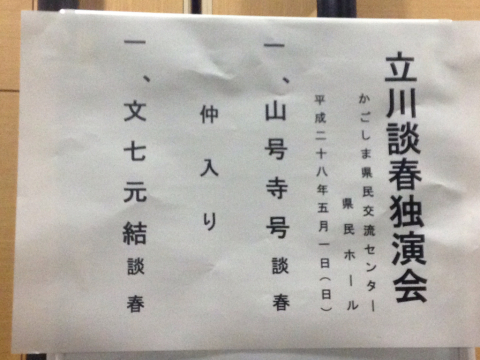 立川談春独演会
かごしま県民交流センター
県民ホール
平成二十八年五月一日(日)
一、山号寺号 談春
仲入り
一、文七元結 談春